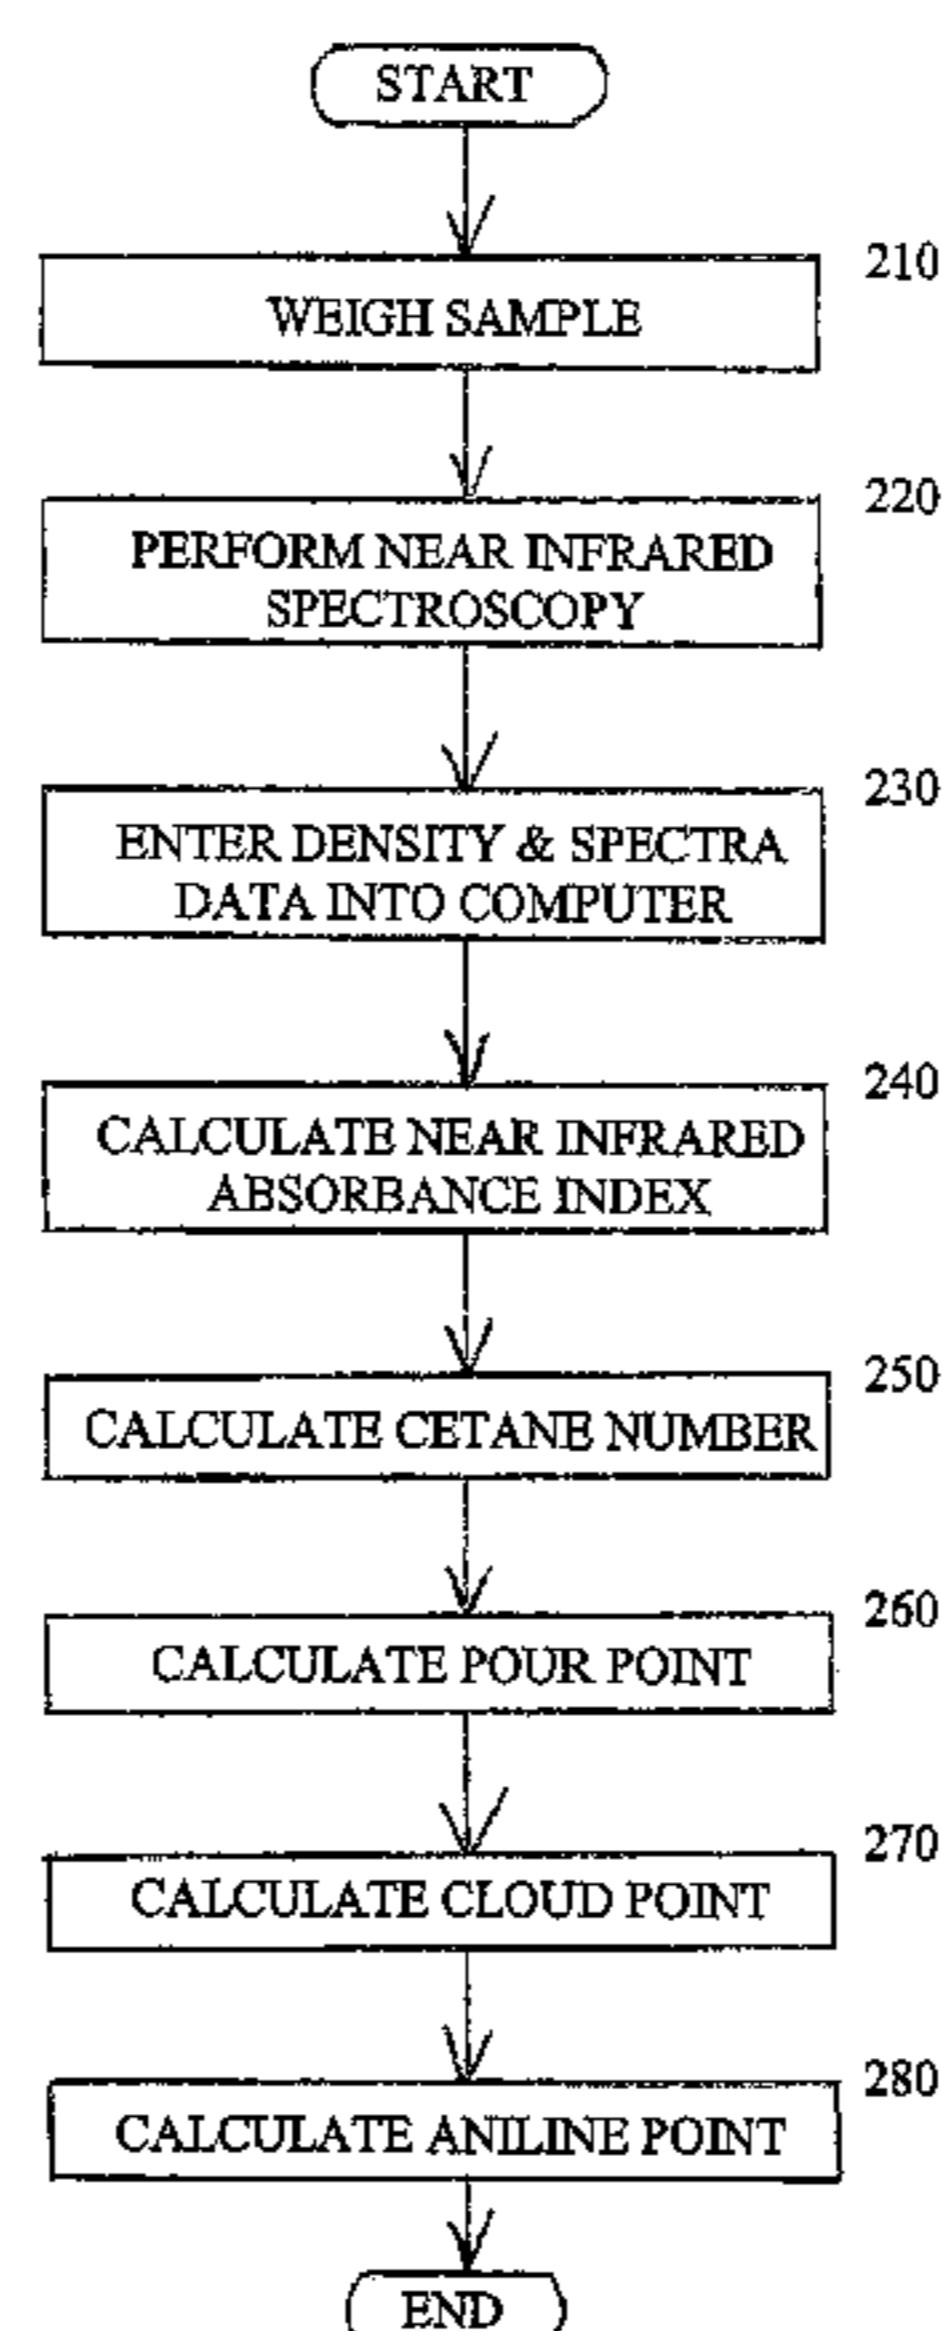 START
210
WEIGH SAMPLE
220
PERFORM NEAR INFRARED
SPECTROSCOPY
230
ENTER DENSITY & SPECTRA
DATA INTO COMPUTER
240
CALCULATE NEAR INFRARED
ABSORBANCE INDEX
250
CALCULATE CETANE NUMBER
260
CALCULATE POUR POINT
270
CALCULATE CLOUD POINT
280
CALCULATE ANILINE POINT
END